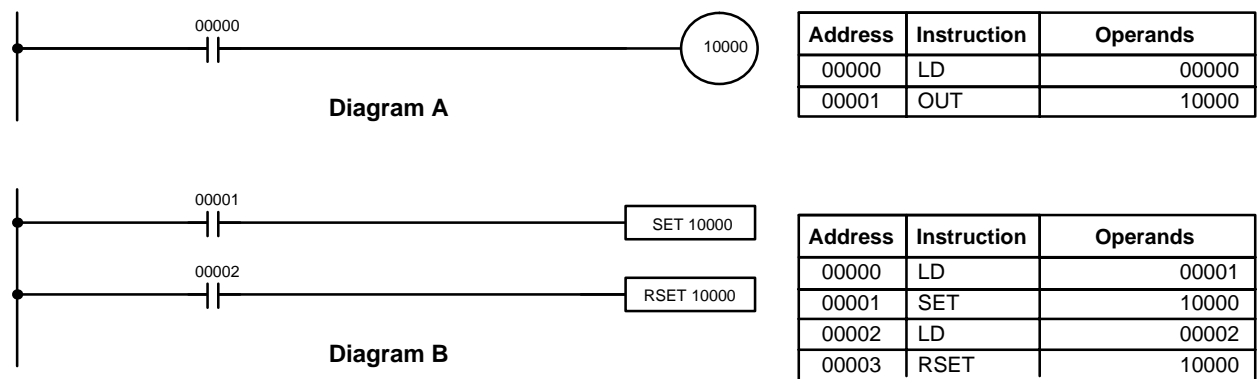 00000
10000
Diagram A
Address Instruction Operands
00000 LD 00000
00001 OUT 10000
00001
SET 10000
00002
RSET 10000
Diagram B
Address Instruction Operands
00000 LD 00001
00001 SET 10000
00002 LD 00002
00003 RSET 10000